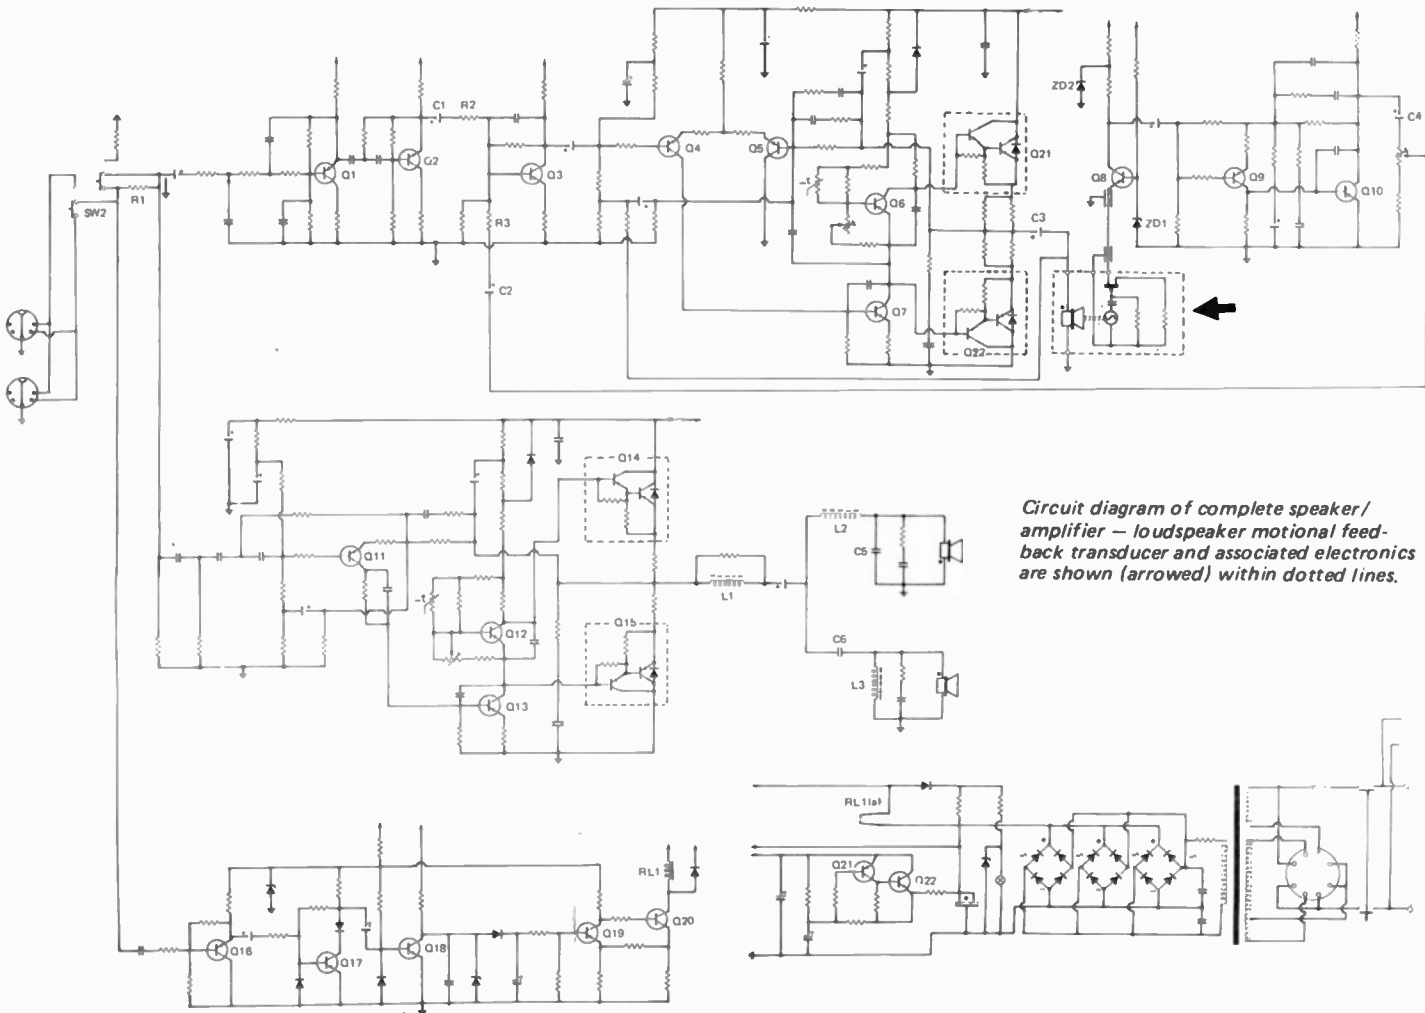 C1
R2
ZD2
C4
Q4
Q5
Q21
Q1
Q2
Q3
Q8
Q9
Q10
-t
R1
SW2
Q6
R3
C3
ZD1
C2
Q7
Q22
Q14
Circuit diagram of complete speaker/
amplifier — loudspeaker motional feed-
back transducer and associated electronics
are shown (arrowed) within dotted lines.
L2
C5
Q11
L1
-t
Q12
Q15
C6
L3
Q13
RL1(a)
RL1
Q21
Q22
Q20
Q19
Q16
Q17
Q18